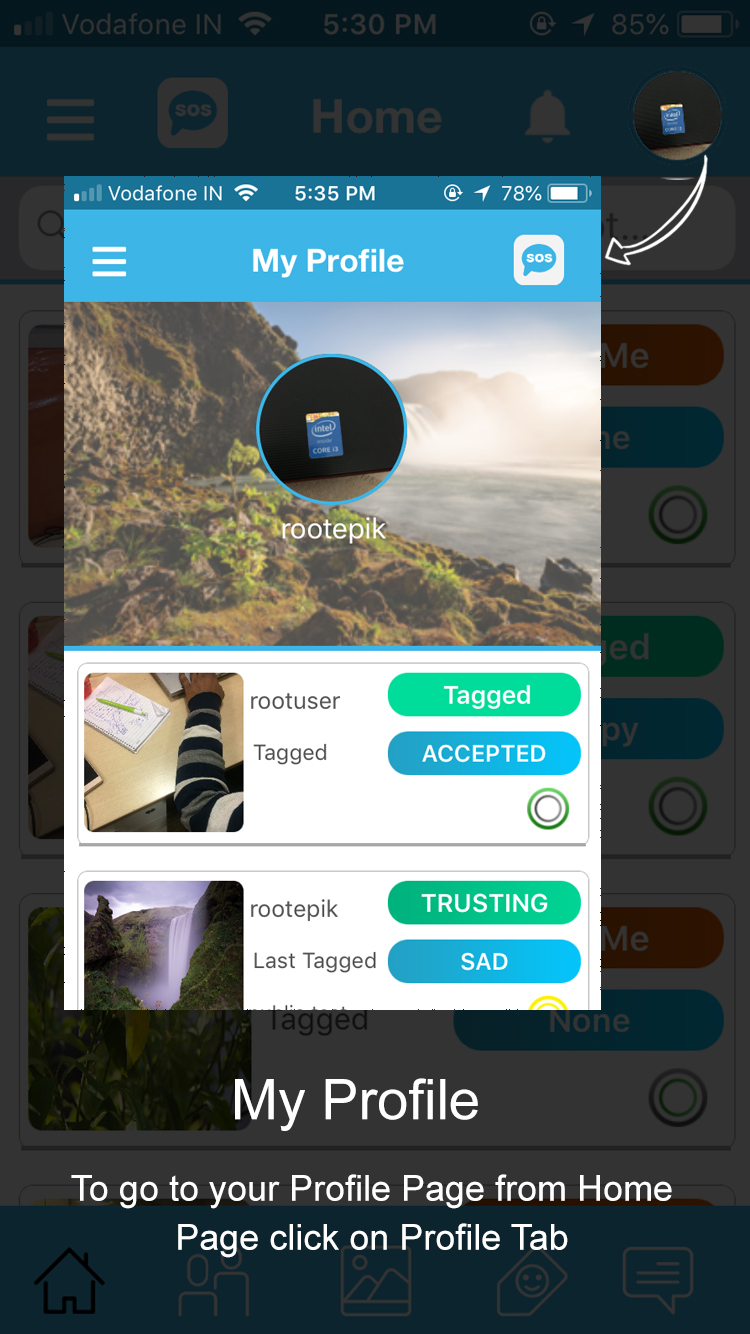 Vodafone IN 5:30 PM 85%
sos Home
Vodafone IN 5:35 PM 78%
My Profile sos
intel
inside
CORE i3
rootepik
Me
ne
rootuser Tagged
Tagged ACCEPTED
ged
py
rootepik TRUSTING
Last Tagged SAD
Me
Tagged None
My Profile
To go to your Profile Page from Home
Page click on Profile Tab